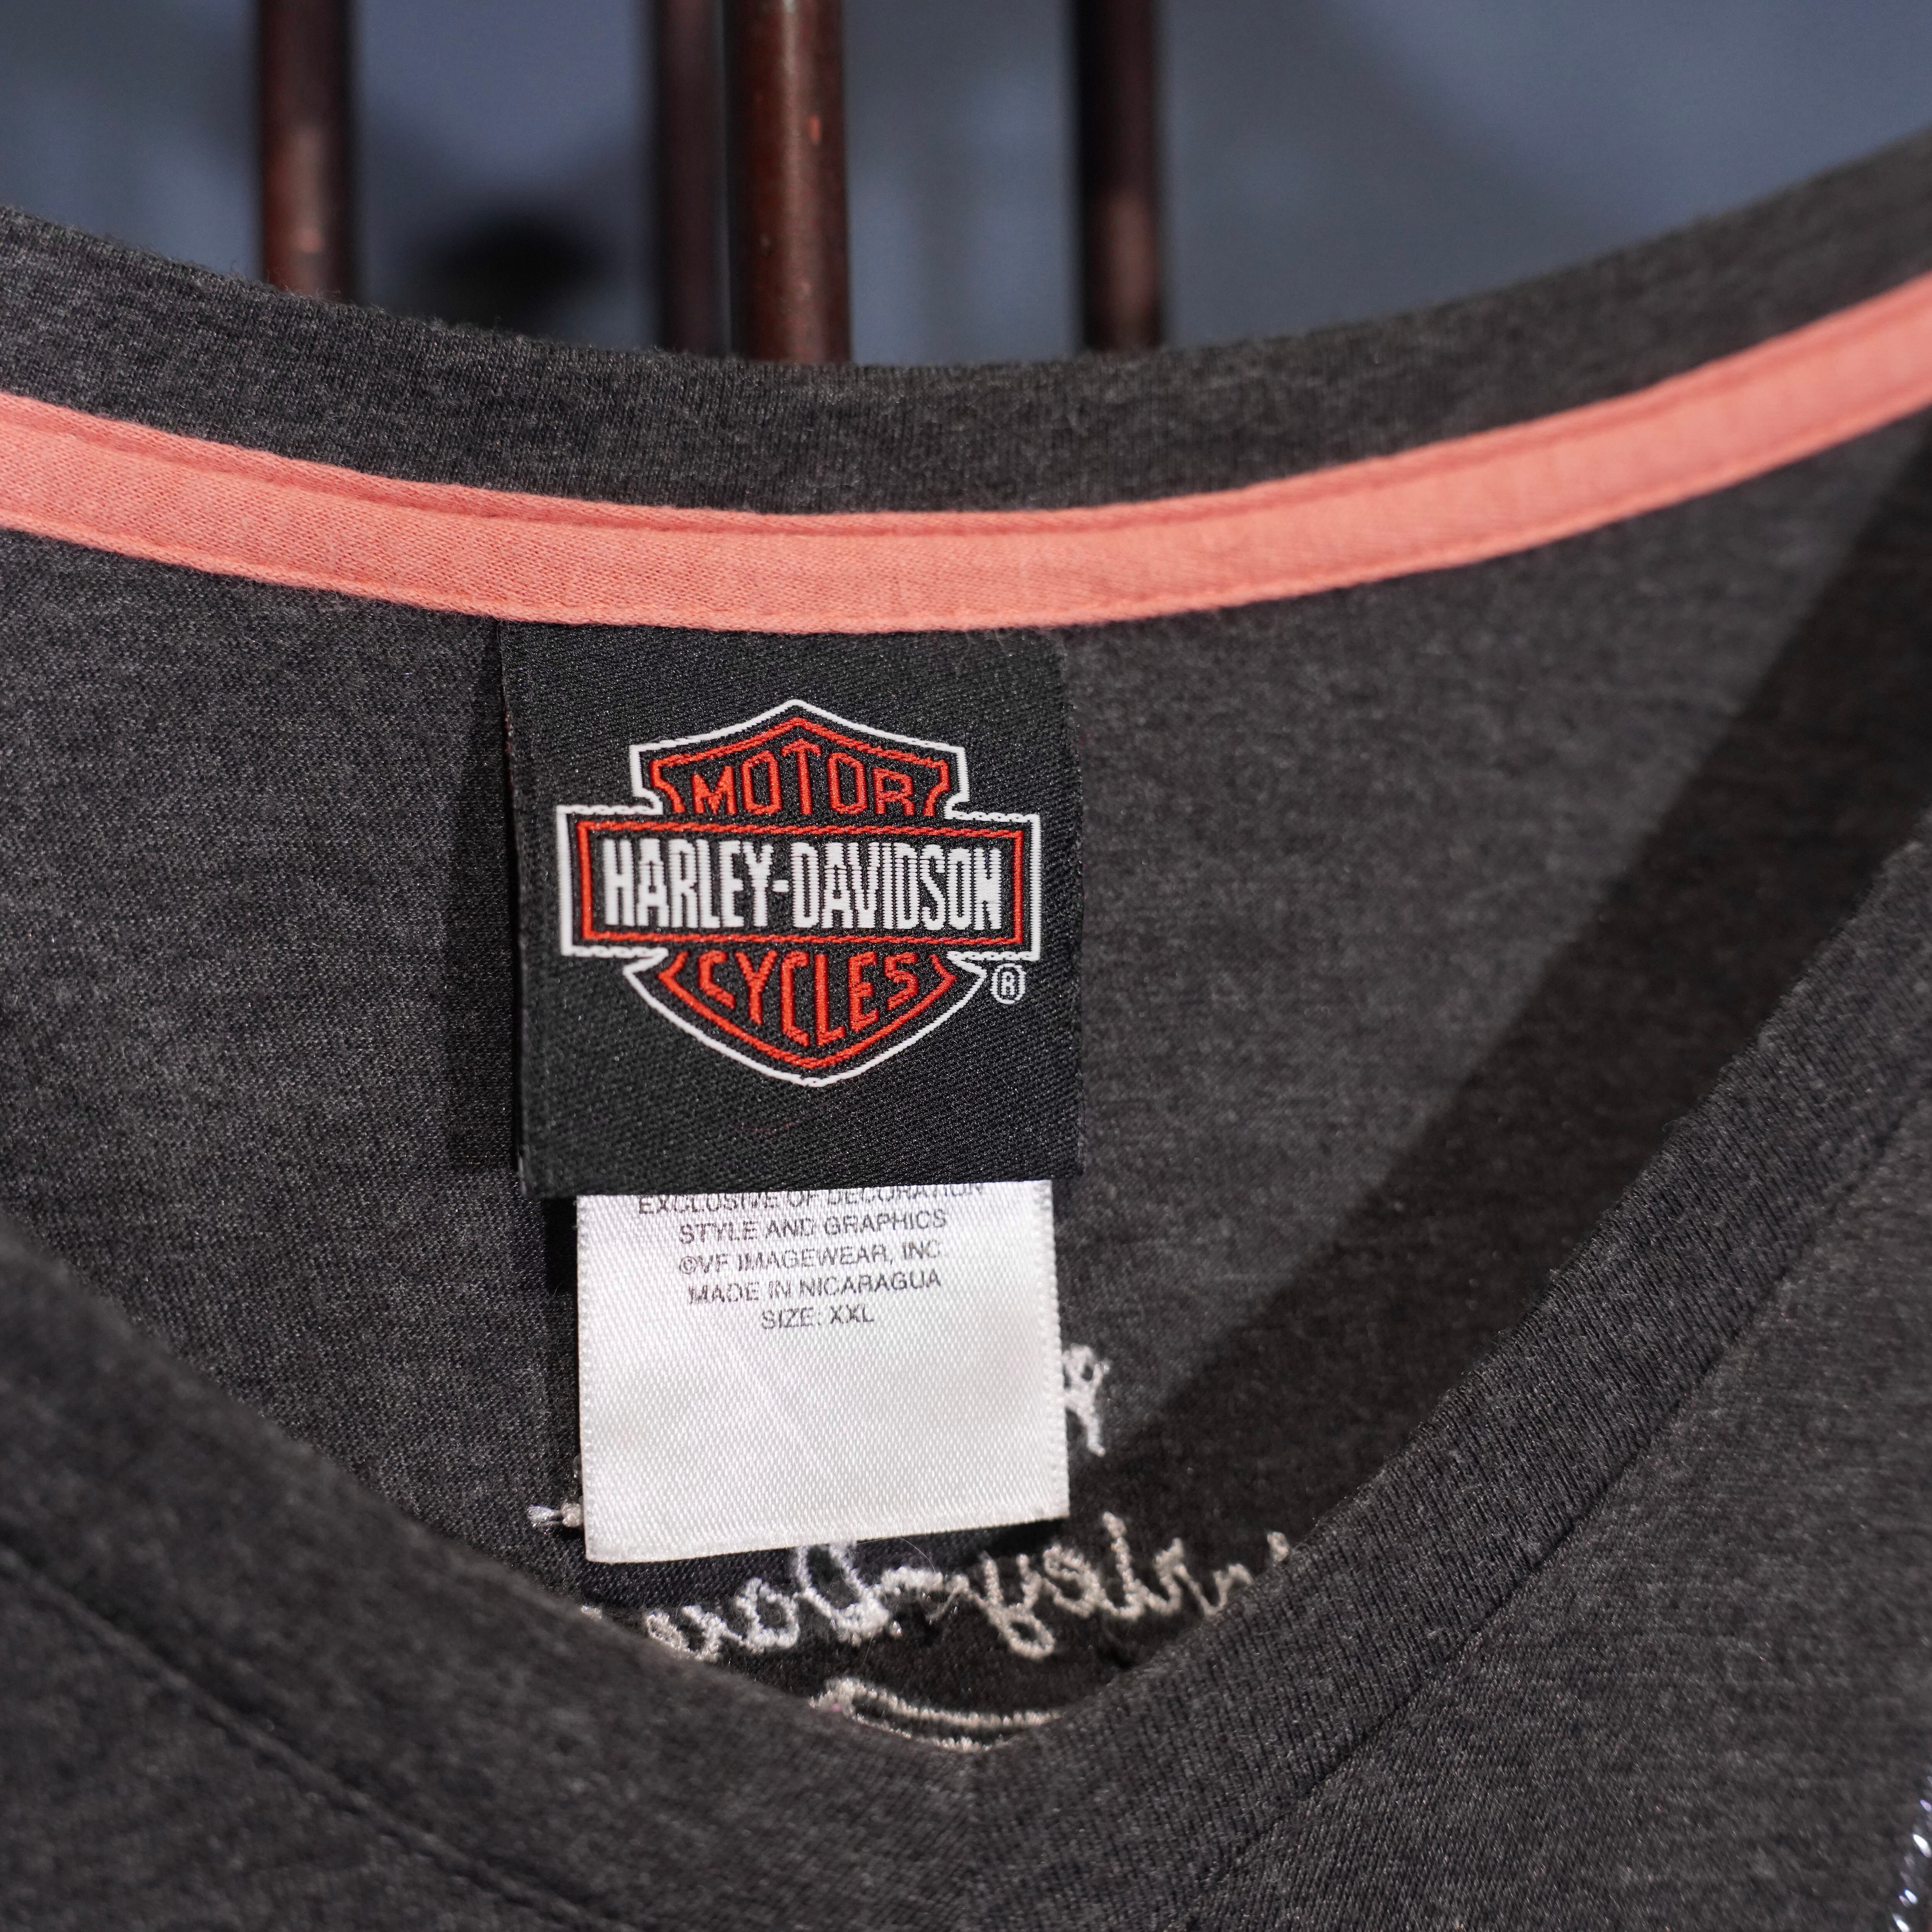 MOTOR
HARLEY-DAVIDSON
CYCLES
®
EXCLUSIVE OF DECORATION
STYLE AND GRAPHICS
©VF IMAGEWEAR, INC.
MADE IN NICARAGUA
SIZE: XXL